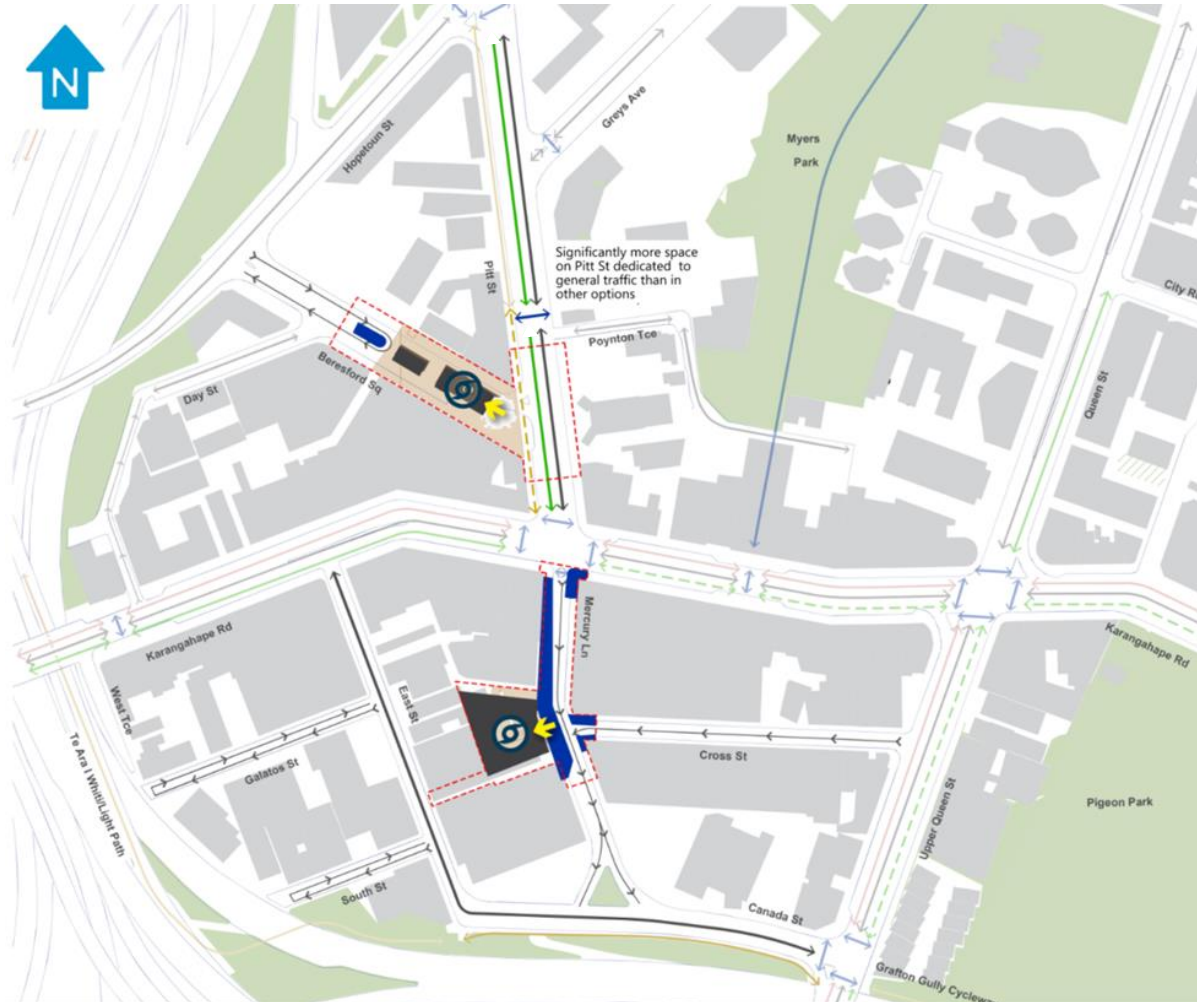 N
Hopetoun St
Greys Ave
Myers
Park
Pitt St
Significantly more space
on Pitt St dedicated to
general traffic than in
other options
City R
Poynton Tce
Beresford Sq
Day St
Queen St
Karangahape Rd
Mercury Ln
Karangahape Rd
West Tce
East St
Cross St
Galatos St
Upper Queen St
Pigeon Park
Te Ara I Whiti/Light Path
South St
Canada St
Grafton Gully Cyclew